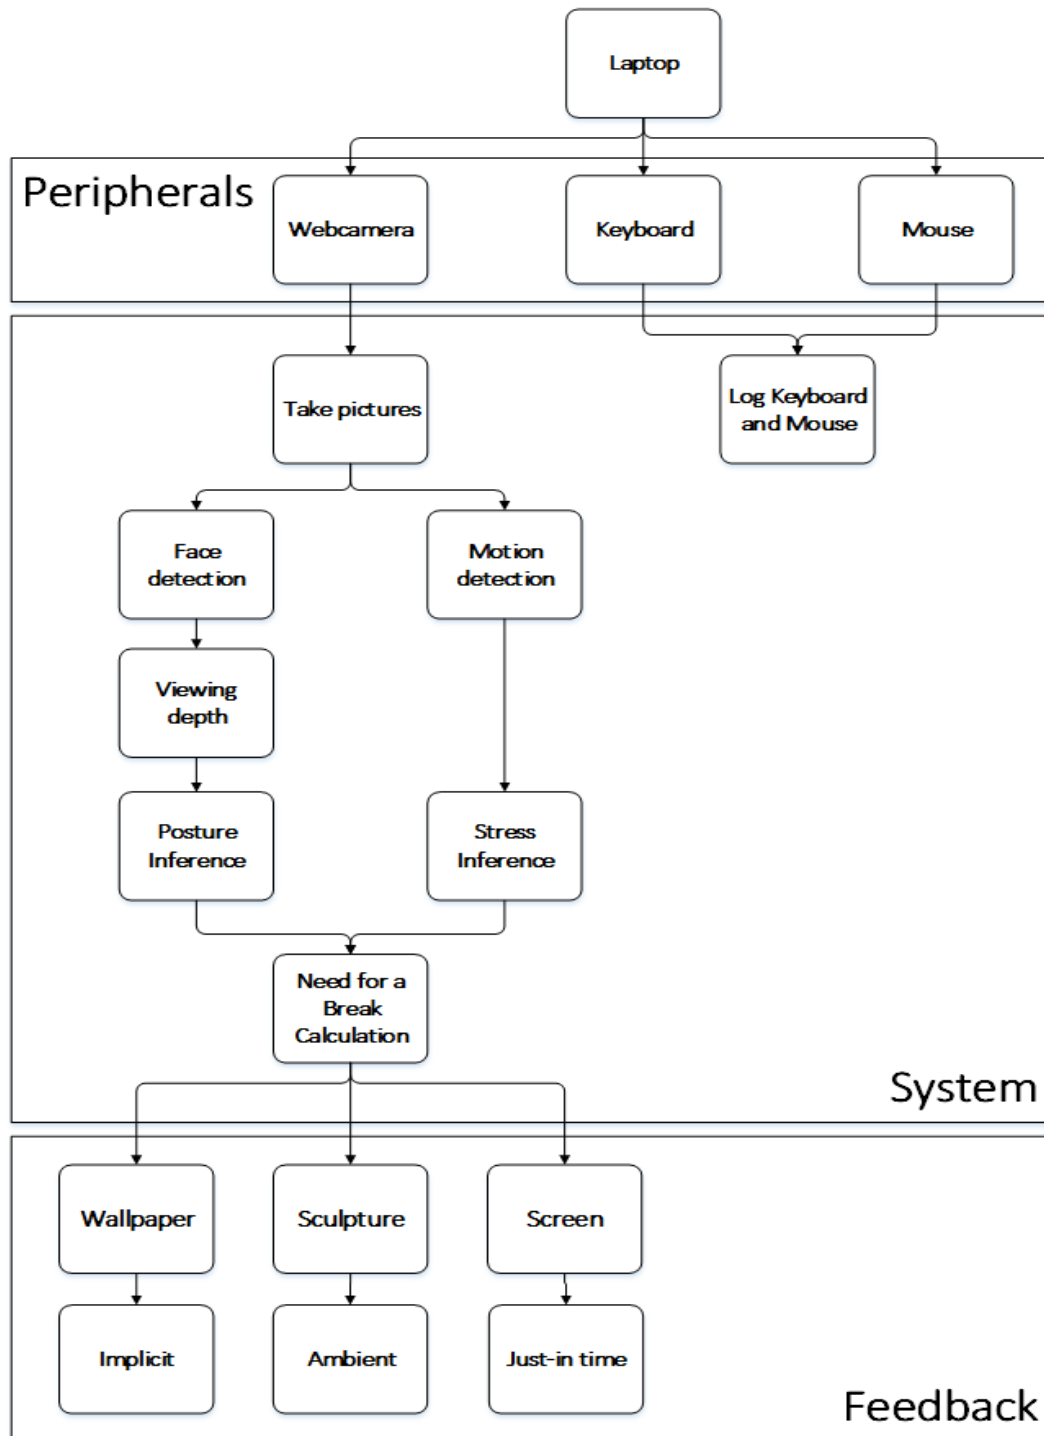 Laptop
Peripherals
Webcamera
Keyboard
Mouse
Take pictures
Log Keyboard
and Mouse
Face
detection
Motion
detection
Viewing
depth
Posture
Inference
Stress
Inference
Need for a
Break
Calculation
System
Wallpaper
Sculpture
Screen
Implicit
Ambient
Just-in time
Feedback